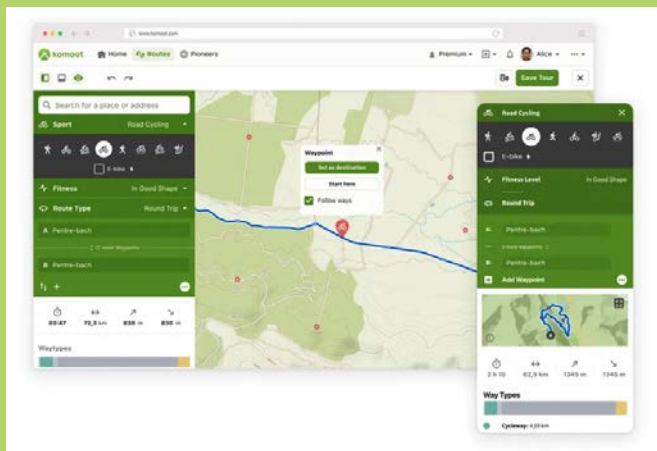 www.komoot.com
komoot Home Routes Pioneers Premium Alice
Save Tour
Search for a place or address
Sport Road Cycling
E-bike
Fitness In Good Shape
Route Type Round Trip
A Pentre-bach
B Pentre-bach
03:47 72,5 km 835 m 835 m
Waytypes
Waypoint
Set as destination
Start here
Follow ways
Road Cycling
E-bike
Fitness Level In Good Shape
Round Trip
Pentre-bach
Pentre-bach
Add Waypoint
2 h 10 62,9 km 1345 m 1345 m
Way Types
Cycleway: